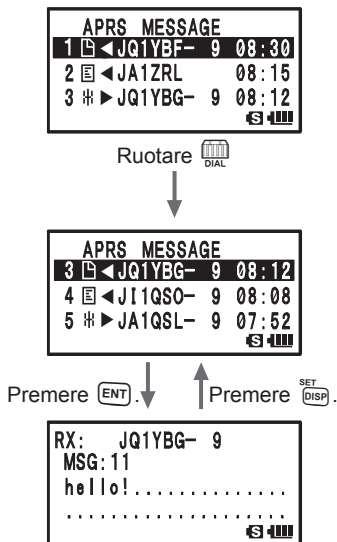 APRS MESSAGE
1 ◀JQ1YBF- 9 08:30
2 ◀JA1ZRL 08:15
3 ▶JQ1YBG- 9 08:12
S
Ruotare DIAL
APRS MESSAGE
3 ◀JQ1YBG- 9 08:12
4 ◀JI1QSO- 9 08:08
5 ▶JA1QSL- 9 07:52
S
Premere ENT.
Premere SET DISP.
RX: JQ1YBG- 9
MSG:11
hello!..............
....................
S